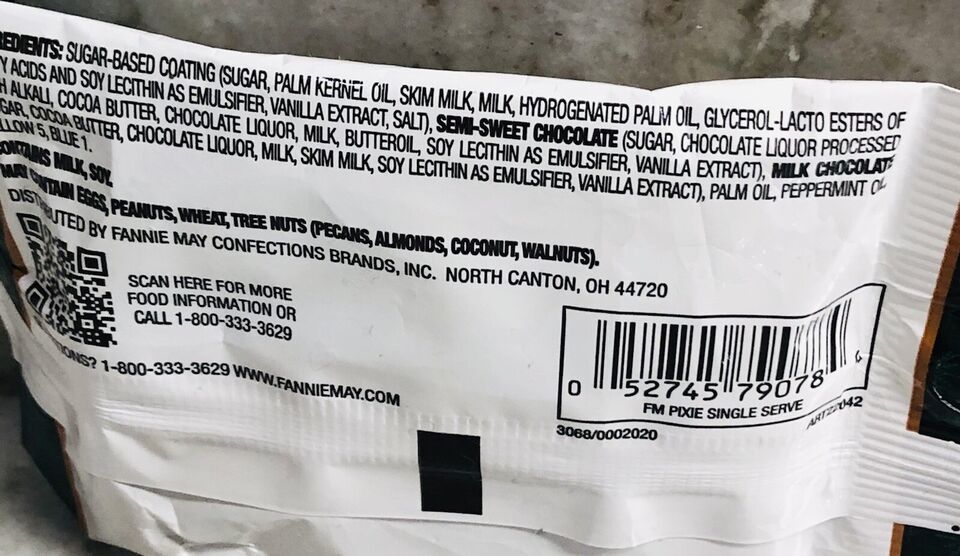 REDIENTS: SUGAR-BASED COATING (SUGAR, PALM KERNEL OIL, SKIM MILK, MILK, HYDROGENATED PALM OIL, GLYCEROL-LACTO ESTERS OF
Y ACIDS AND SOY LECITHIN AS EMULSIFIER, VANILLA EXTRACT, SALT), SEMI-SWEET CHOCOLATE (SUGAR, CHOCOLATE LIQUOR PROCESSED
H ALKALI, COCOA BUTTER, CHOCOLATE LIQUOR, MILK, BUTTEROIL, SOY LECITHIN AS EMULSIFIER, VANILLA EXTRACT), MILK CHOCOLATE
GAR, COCOA BUTTER, CHOCOLATE LIQUOR, MILK, SKIM MILK, SOY LECITHIN AS EMULSIFIER, VANILLA EXTRACT), PALM OIL, PEPPERMINT
LLOW 5, BLUE 1.
CONTAINS MILK, SOY.
MAY CONTAIN EGGS, PEANUTS, WHEAT, TREE NUTS (PECANS, ALMONDS, COCONUT, WALNUTS).
DISTRIBUTED BY FANNIE MAY CONFECTIONS BRANDS, INC. NORTH CANTON, OH 44720
SCAN HERE FOR MORE
FOOD INFORMATION OR
CALL 1-800-333-3629
IONS? 1-800-333-3629 WWW.FANNIEMAY.COM
0 52745 79078
FM PIXIE SINGLE SERVE
3068/0002020